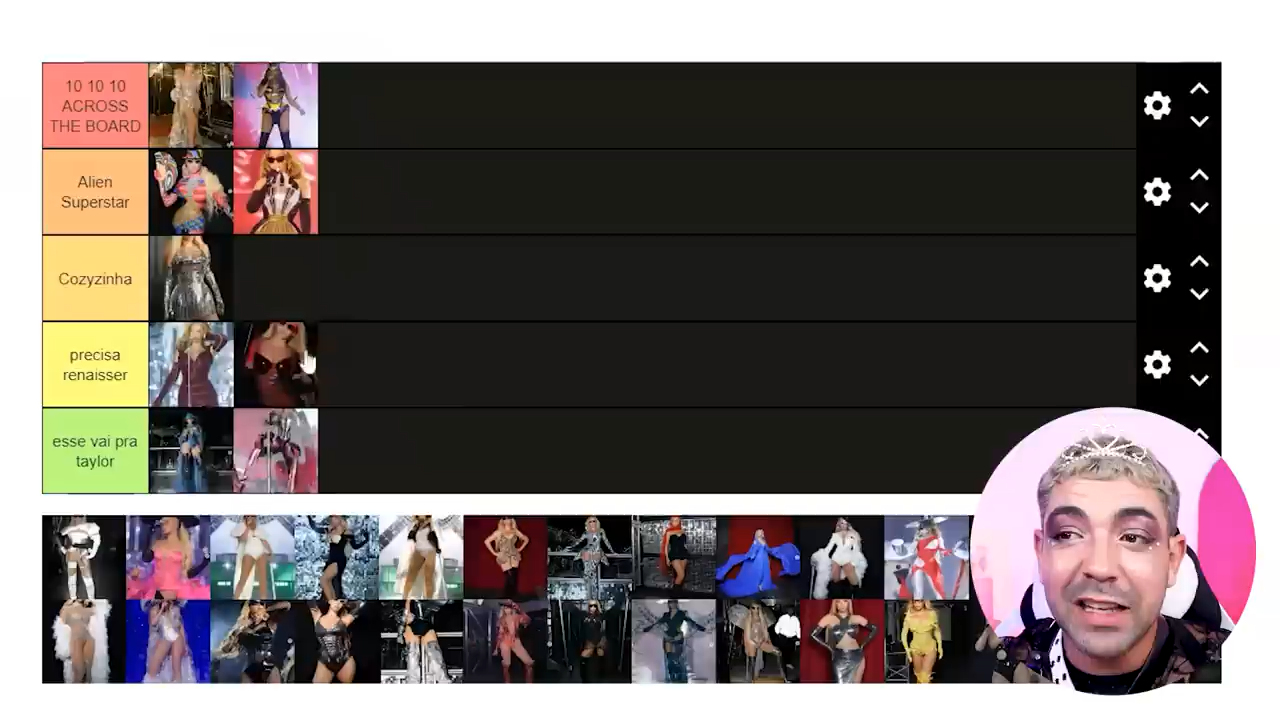 10 10 10
ACROSS
THE BOARD
Alien
Superstar
Cozyzinha
precisa
renaisser
esse vai pra
taylor